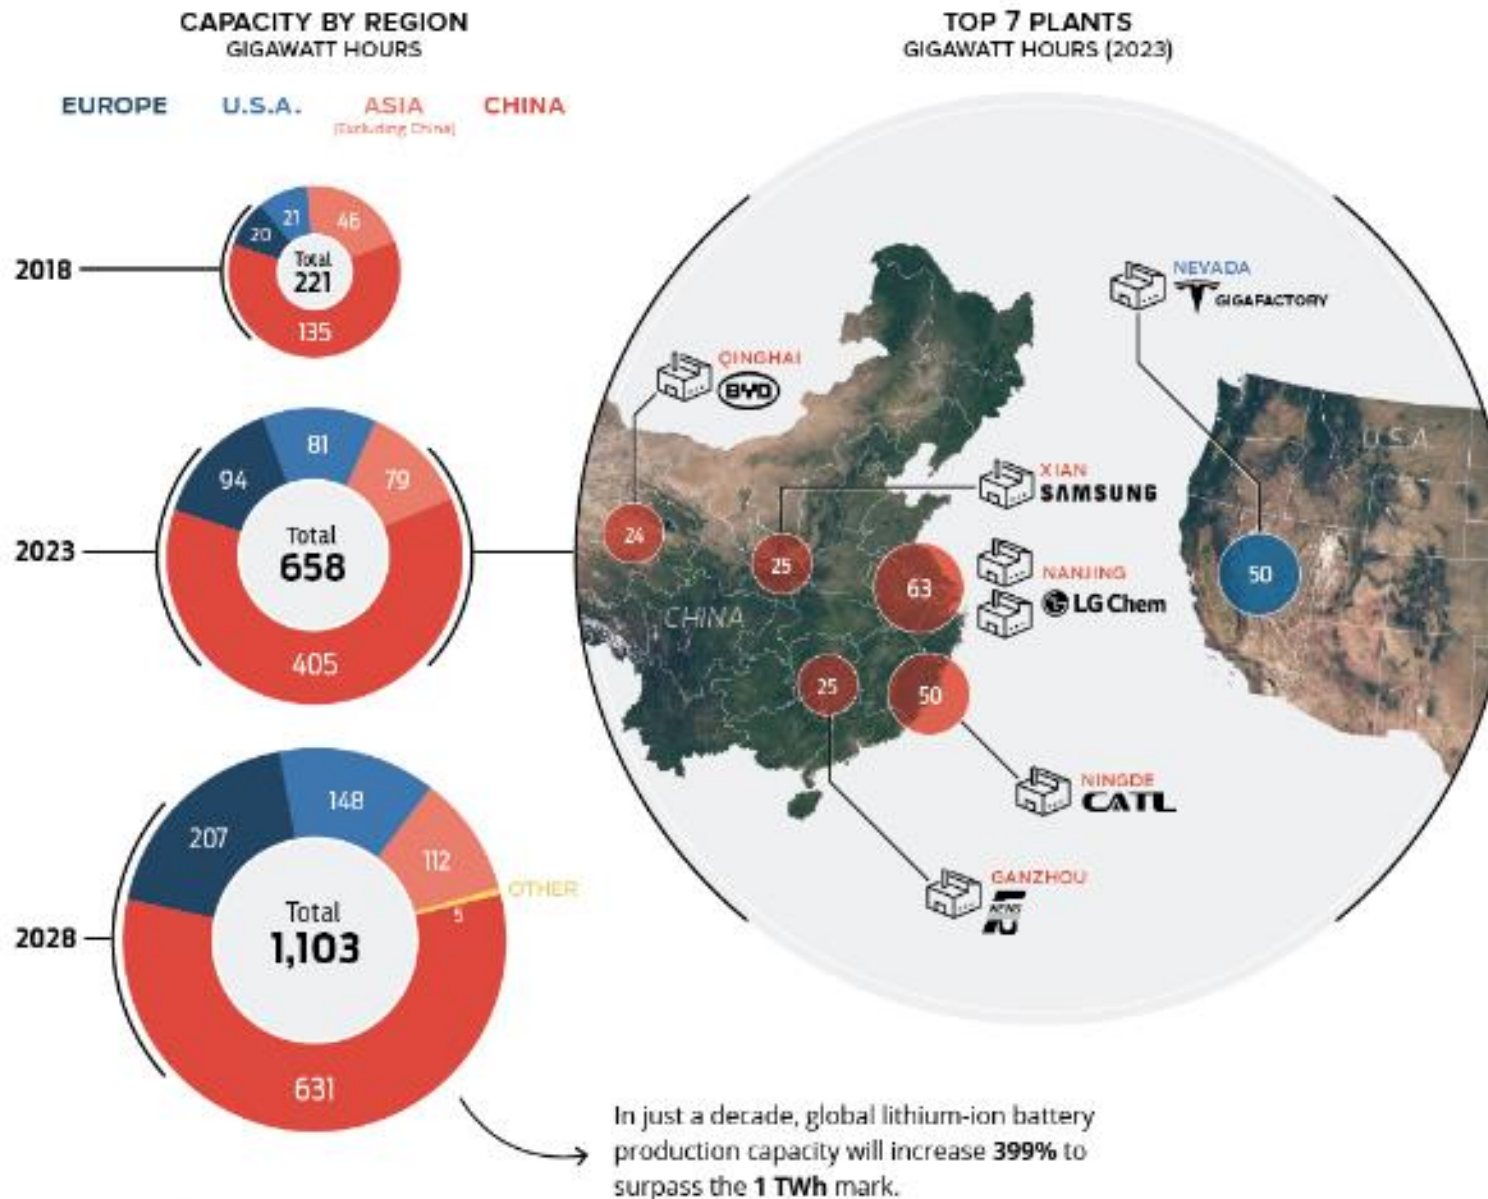 CAPACITY BY REGION
GIGAWATT HOURS
EUROPE U.S.A. ASIA CHINA
(Excluding China)
2018
20
21
46
Total
221
135
2023
94
81
79
Total
658
405
2028
207
148
112
OTHER
5
Total
1,103
631
TOP 7 PLANTS
GIGAWATT HOURS (2023)
NEVADA
GIGAFACTORY
QINGHAI
BYD
XIAN
SAMSUNG
NANJING
LG Chem
NINGDE
CATL
GANZHOU
24
25
63
25
50
50
CHINA
U.S.A
In just a decade, global lithium-ion battery
production capacity will increase 399% to
surpass the 1 TWh mark.